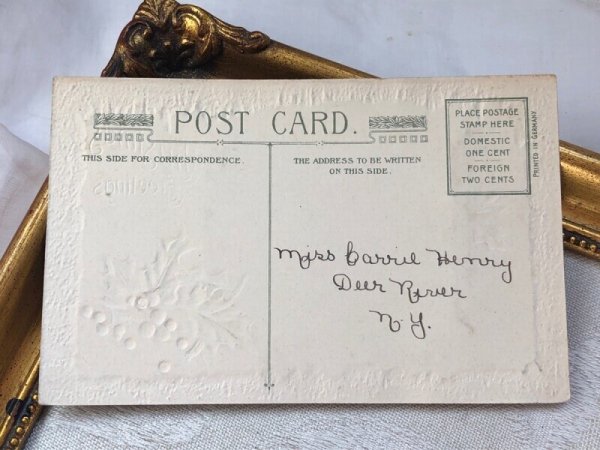 POST CARD.
THIS SIDE FOR CORRESPONDENCE.
THE ADDRESS TO BE WRITTEN
ON THIS SIDE.
PLACE POSTAGE
STAMP HERE
DOMESTIC
ONE CENT
FOREIGN
TWO CENTS
PRINTED IN GERMANY
Miss Carrie Henry
Deer River
N.Y.